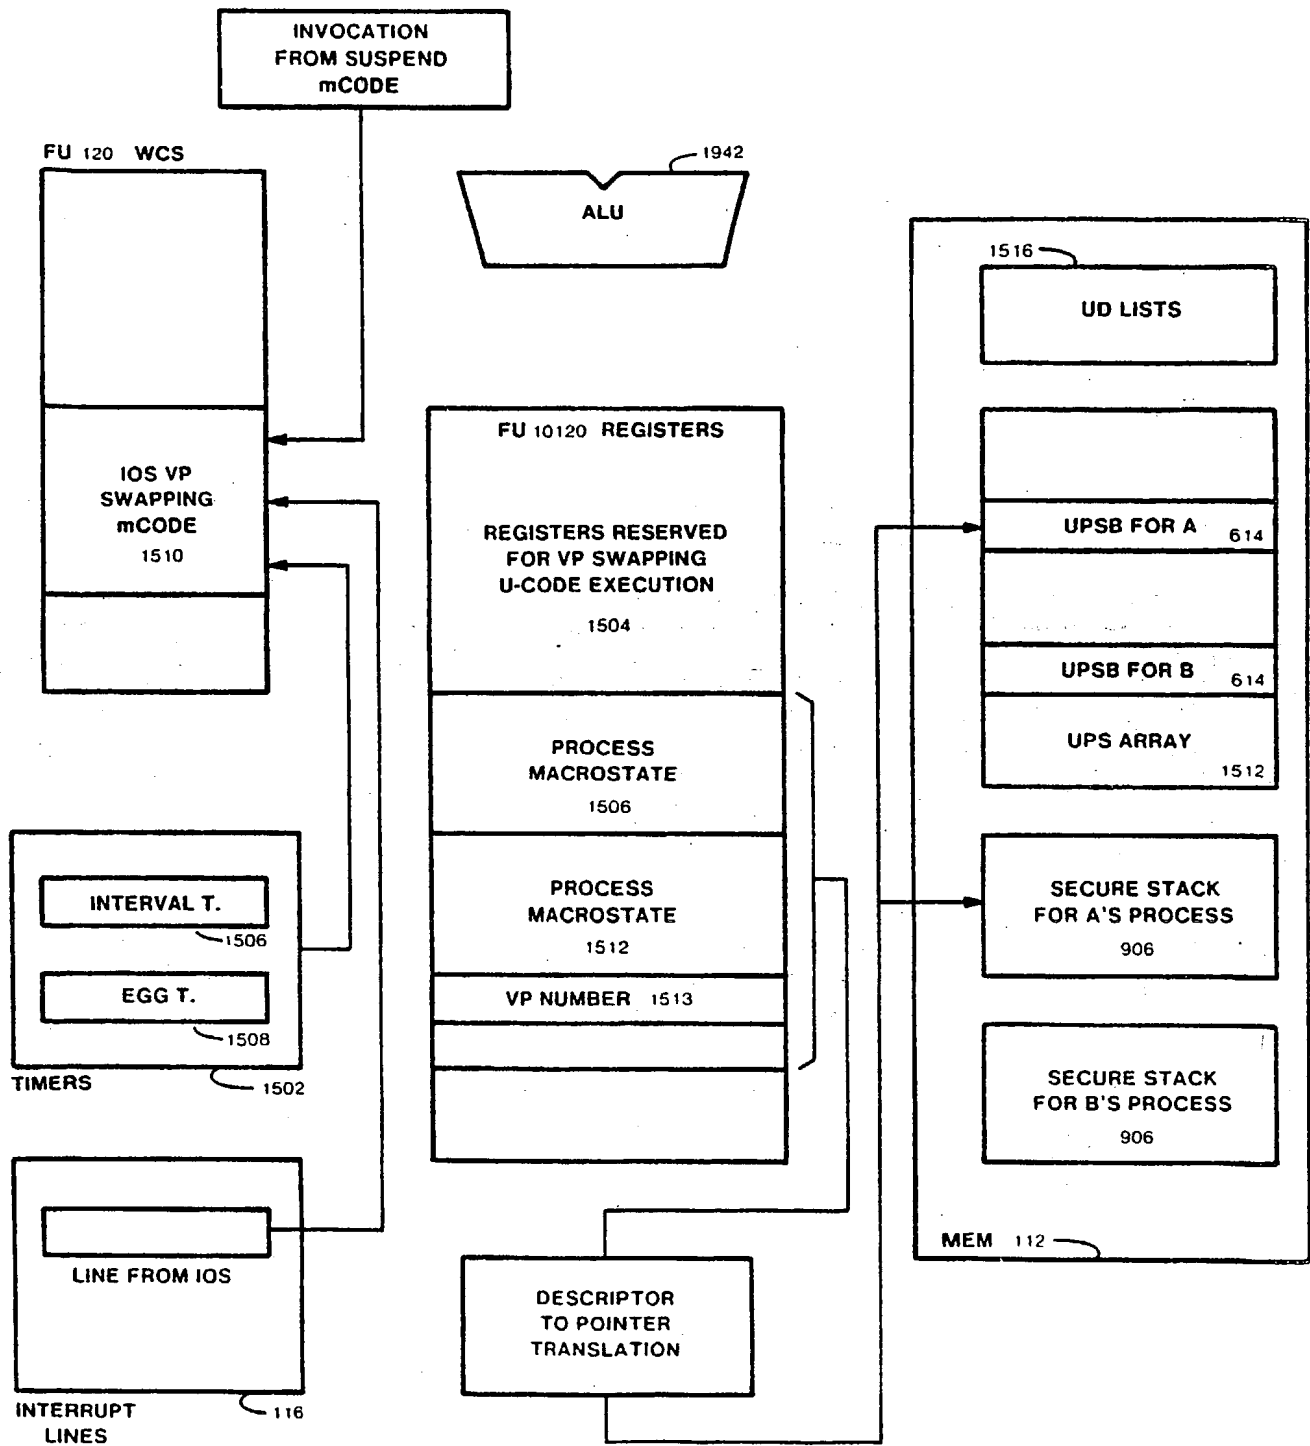 INVOCATION
FROM SUSPEND
mCODE
FU 120 WCS
1942
ALU
1516
UD LISTS
FU 10120 REGISTERS
IOS VP
SWAPPING
mCODE
1510
REGISTERS RESERVED
FOR VP SWAPPING
U-CODE EXECUTION
1504
UPSB FOR A 614
UPSB FOR B 614
UPS ARRAY
1512
PROCESS
MACROSTATE
1506
PROCESS
MACROSTATE
1512
VP NUMBER 1513
INTERVAL T.
1506
EGG T.
1508
TIMERS 1502
SECURE STACK
FOR A'S PROCESS
906
SECURE STACK
FOR B'S PROCESS
906
MEM 112
LINE FROM IOS
INTERRUPT
LINES
116
DESCRIPTOR
TO POINTER
TRANSLATION